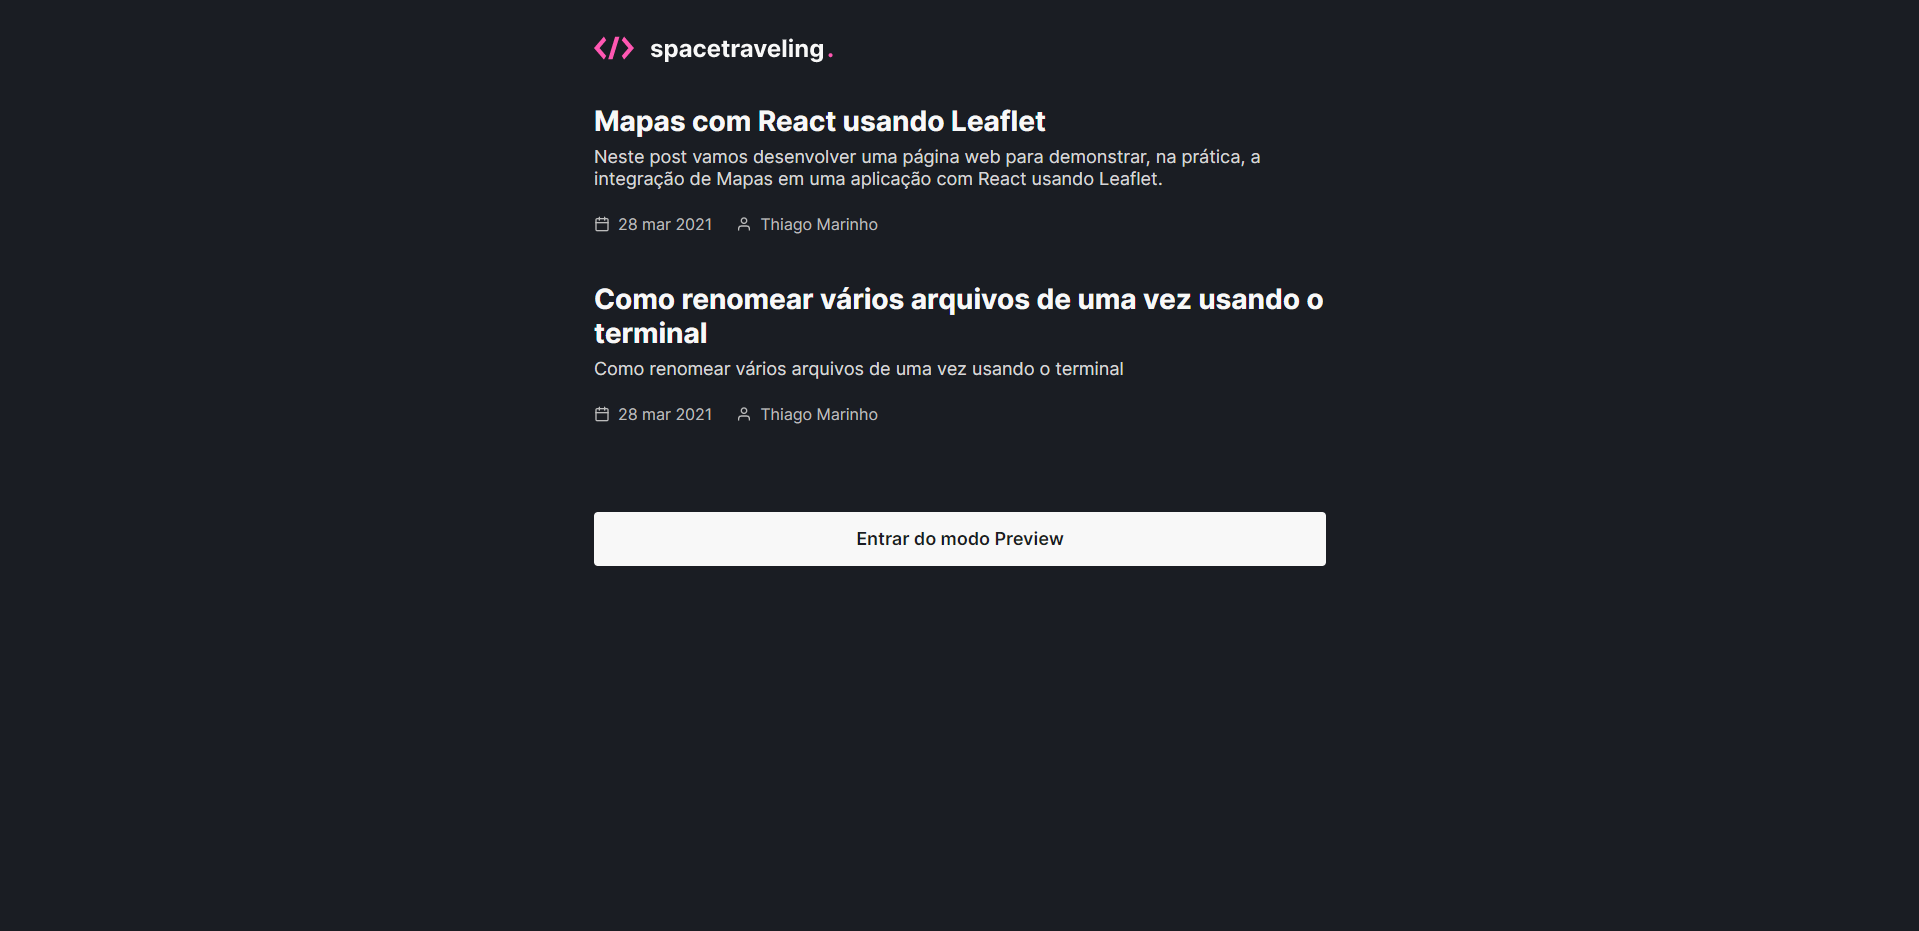 </> spacetraveling.
Mapas com React usando Leaflet
Neste post vamos desenvolver uma página web para demonstrar, na prática, a
integração de Mapas em uma aplicação com React usando Leaflet.
28 mar 2021 Thiago Marinho
Como renomear vários arquivos de uma vez usando o
terminal
Como renomear vários arquivos de uma vez usando o terminal
28 mar 2021 Thiago Marinho
Entrar do modo Preview